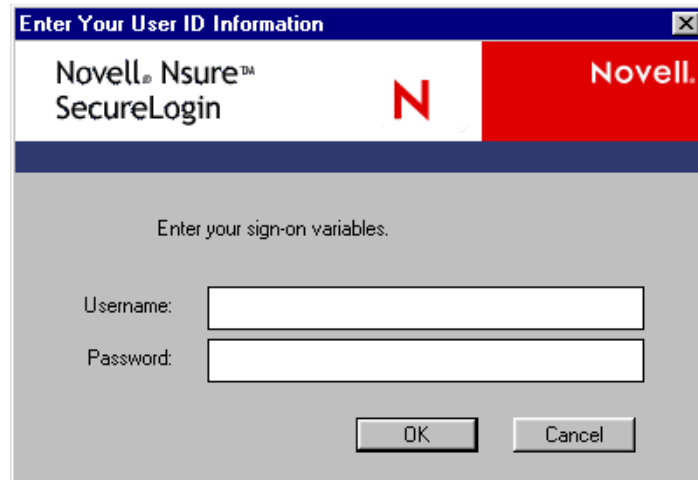 Enter Your User ID Information
Novell® Nsure™
SecureLogin
N
Novell.
Enter your sign-on variables.
Username:
Password:
OK
Cancel